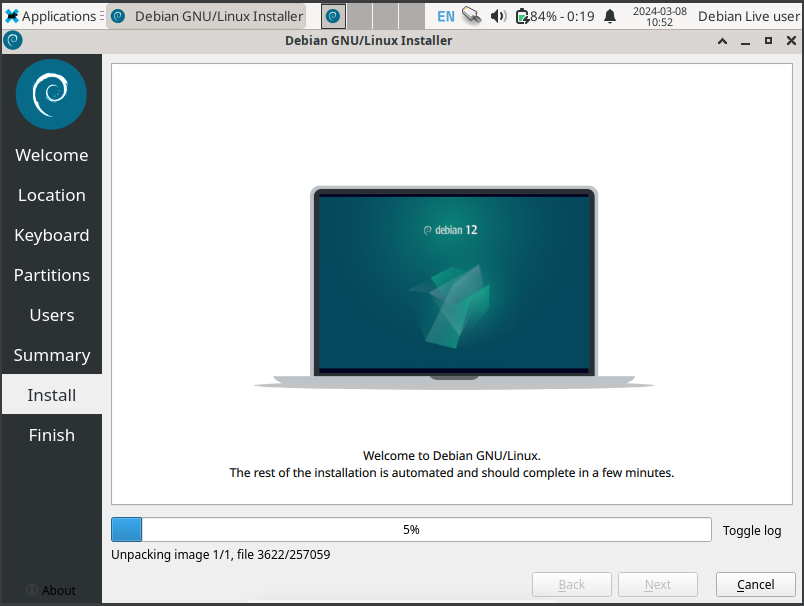 Applications Debian GNU/Linux Installer EN 84% - 0:19 2024-03-08 10:52 Debian Live user
Debian GNU/Linux Installer
Welcome
Location
Keyboard
Partitions
Users
Summary
Install
Finish
About
debian 12
Welcome to Debian GNU/Linux.
The rest of the installation is automated and should complete in a few minutes.
5% Toggle log
Unpacking image 1/1, file 3622/257059
Back Next Cancel